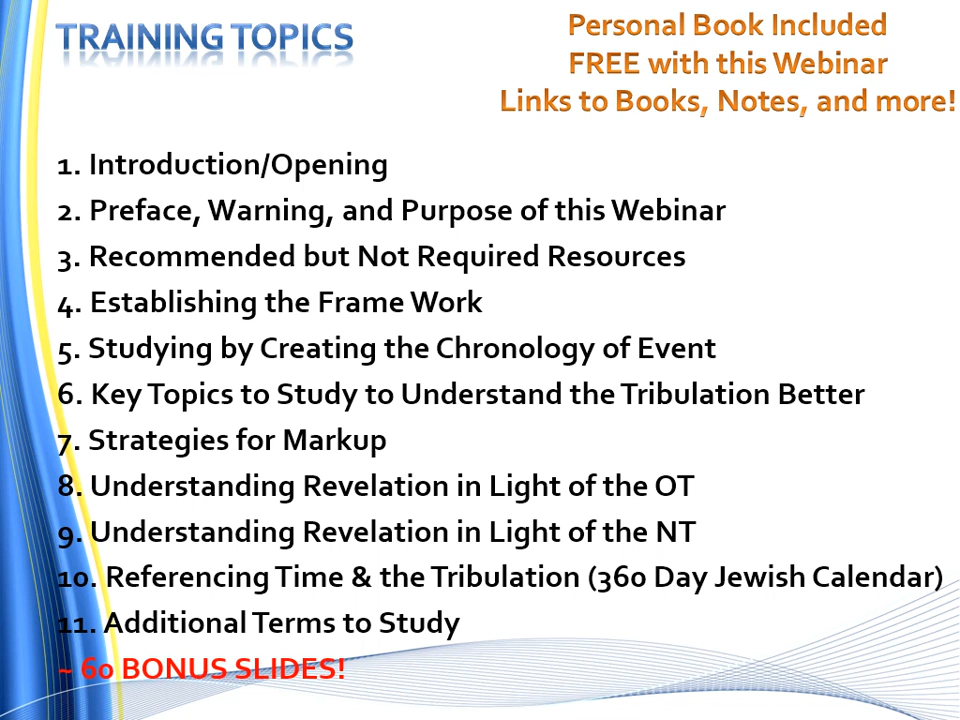 TRAINING TOPICS
Personal Book Included
FREE with this Webinar
Links to Books, Notes, and more!
1. Introduction/Opening
2. Preface, Warning, and Purpose of this Webinar
3. Recommended but Not Required Resources
4. Establishing the Frame Work
5. Studying by Creating the Chronology of Event
6. Key Topics to Study to Understand the Tribulation Better
7. Strategies for Markup
8. Understanding Revelation in Light of the OT
9. Understanding Revelation in Light of the NT
10. Referencing Time & the Tribulation (360 Day Jewish Calendar)
11. Additional Terms to Study
~ 60 BONUS SLIDES!